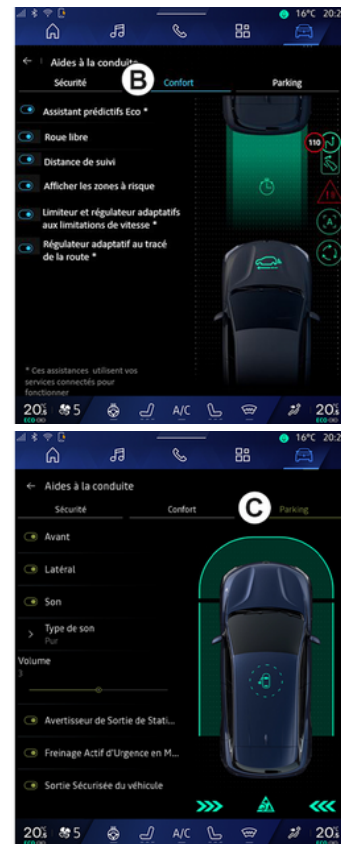 16°C 20:2
Aides à la conduite
Sécurité
B
Confort
Parking
Assistant prédictifs Eco *
Roue libre
Distance de suivi
Afficher les zones à risque
Limiteur et régulateur adaptatifs
aux limitations de vitesse *
Régulateur adaptatif au tracé
de la route *
110
A
* Ces assistances utilisent vos
services connectés pour
fonctionner
20 5 A/C 20
ECO ECO
16°C 20:2
Aides à la conduite
Sécurité
Confort
C
Parking
Avant
Latéral
Son
Type de son
Pur
Volume
3
Avertisseur de Sortie de Stati...
Freinage Actif d'Urgence en M...
Sortie Sécurisée du véhicule
20 5 A/C 20
ECO ECO